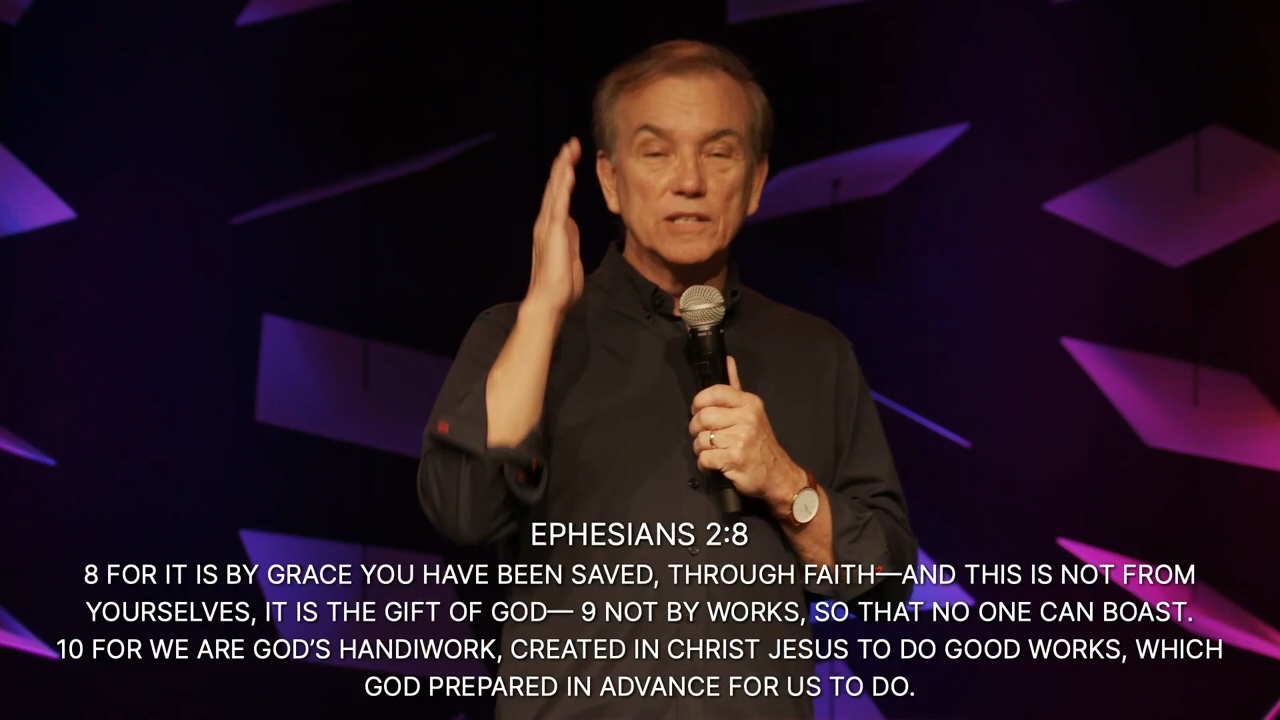 EPHESIANS 2:8
8 FOR IT IS BY GRACE YOU HAVE BEEN SAVED, THROUGH FAITH—AND THIS IS NOT FROM
YOURSELVES, IT IS THE GIFT OF GOD— 9 NOT BY WORKS, SO THAT NO ONE CAN BOAST.
10 FOR WE ARE GOD’S HANDIWORK, CREATED IN CHRIST JESUS TO DO GOOD WORKS, WHICH
GOD PREPARED IN ADVANCE FOR US TO DO.